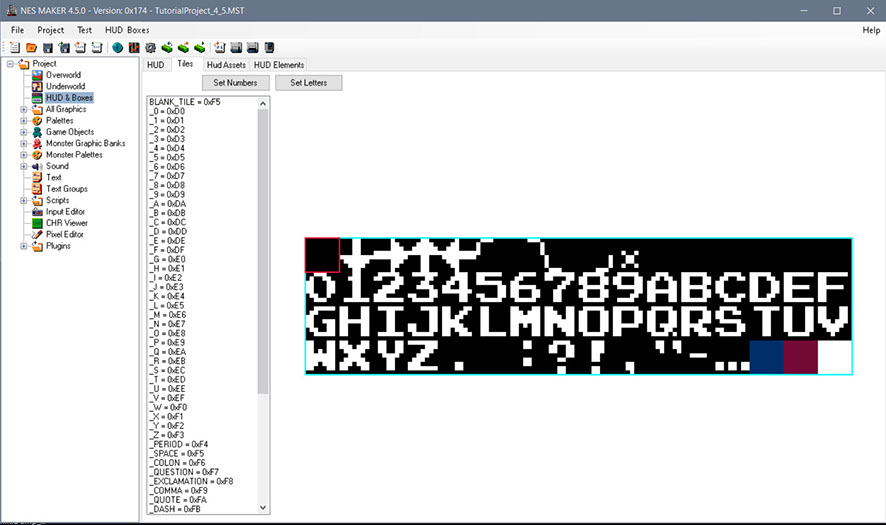 NES MAKER 4.5.0 - Version: 0x174 - TutorialProject_4_5.MST
File Project Test HUD Boxes Help
HUD Tiles Hud Assets HUD Elements
Set Numbers Set Letters
Project
Overworld
Underworld
HUD & Boxes
All Graphics
Palettes
Game Objects
Monster Graphic Banks
Monster Palettes
Sound
Text
Text Groups
Scripts
Input Editor
CHR Viewer
Pixel Editor
Plugins
BLANK_TILE = 0xF5
_0 = 0xD0
_1 = 0xD1
_2 = 0xD2
_3 = 0xD3
_4 = 0xD4
_5 = 0xD5
_6 = 0xD6
_7 = 0xD7
_8 = 0xD8
_9 = 0xD9
_A = 0xDA
_B = 0xDB
_C = 0xDC
_D = 0xDD
_E = 0xDE
_F = 0xDF
_G = 0xE0
_H = 0xE1
_I = 0xE2
_J = 0xE3
_K = 0xE4
_L = 0xE5
_M = 0xE6
_N = 0xE7
_O = 0xE8
_P = 0xE9
_Q = 0xEA
_R = 0xEB
_S = 0xEC
_T = 0xED
_U = 0xEE
_V = 0xEF
_W = 0xF0
_X = 0xF1
_Y = 0xF2
_Z = 0xF3
_PERIOD = 0xF4
_SPACE = 0xF5
_COLON = 0xF6
_QUESTION = 0xF7
_EXCLAMATION = 0xF8
_COMMA = 0xF9
_QUOTE = 0xFA
_DASH = 0xFB
0123456789ABCDEF
GHIJKLMNOPQRSTUV
WXYZ. :?!,"-…